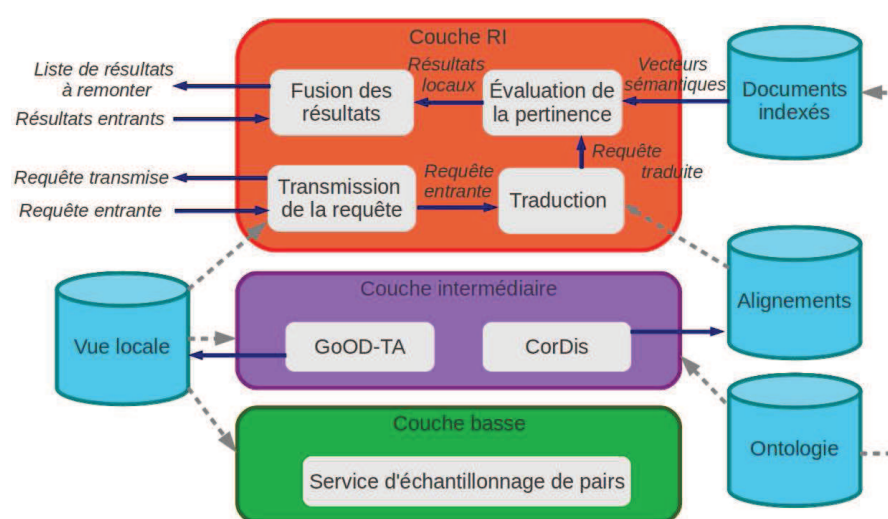 Couche RI
Liste de résultats
à remonter
Résultats entrants
Fusion des
résultats
Résultats
locaux
Évaluation de
la pertinence
Vecteurs
sémantiques
Documents
indexés
Requête transmise
Requête entrante
Transmission
de la requête
Requête
entrante
Traduction
Requête
traduite
Couche intermédiaire
Vue locale
GoOD-TA
CorDis
Alignements
Couche basse
Service d'échantillonnage de pairs
Ontologie